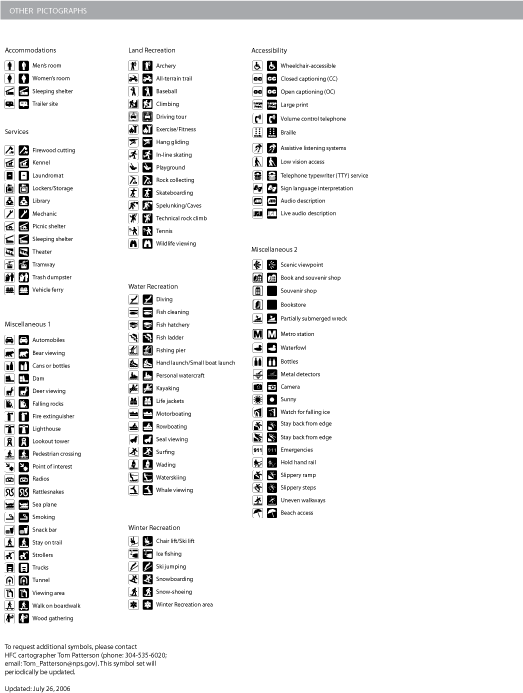 OTHER PICTOGRAPHS
Accommodations
Men's room
Women's room
Sleeping shelter
Trailer site
Services
Firewood cutting
Kennel
Laundromat
Lockers/Storage
Library
Mechanic
Picnic shelter
Sleeping shelter
Theater
Tramway
Trash dumpster
Vehicle ferry
Miscellaneous 1
Automobiles
Bear viewing
Cans or bottles
Dam
Deer viewing
Falling rocks
Fire extinguisher
Lighthouse
Lookout tower
Pedestrian crossing
Point of interest
Radios
Rattlesnakes
Sea plane
Smoking
Snack bar
Stay on trail
Strollers
Trucks
Tunnel
Viewing area
Walk on boardwalk
Wood gathering
Land Recreation
Archery
All-terrain trail
Baseball
Climbing
Driving tour
Exercise/Fitness
Hang gliding
In-line skating
Playground
Rock collecting
Skateboarding
Spelunking/Caves
Technical rock climb
Tennis
Wildlife viewing
Water Recreation
Diving
Fish cleaning
Fish hatchery
Fish ladder
Fishing pier
Hand launch/Small boat launch
Personal watercraft
Kayaking
Life jackets
Motorboating
Rowboating
Seal viewing
Surfing
Wading
Waterskiing
Whale viewing
Winter Recreation
Chair lift/Ski lift
Ice fishing
Ski jumping
Snowboarding
Snow-shoeing
Winter Recreation area
Accessibility
Wheelchair-accessible
CC CC Closed captioning (CC)
OC OC Open captioning (OC)
Large print
Volume control telephone
Braille
Assistive listening systems
Low vision access
Telephone typewriter (TTY) service
Sign language interpretation
Audio description
Live audio description
Miscellaneous 2
Scenic viewpoint
Book and souvenir shop
Souvenir shop
Bookstore
Partially submerged wreck
M M Metro station
Waterfowl
Bottles
Metal detectors
Camera
Sunny
Watch for falling ice
Stay back from edge
Stay back from edge
911 911 Emergencies
Hold hand rail
Slippery ramp
Slippery steps
Uneven walkways
Beach access
To request additional symbols, please contact
HFC cartographer Tom Patterson (phone: 304-535-6020;
email: Tom_Patterson@nps.gov). This symbol set will
periodically be updated.
Updated: July 26, 2006